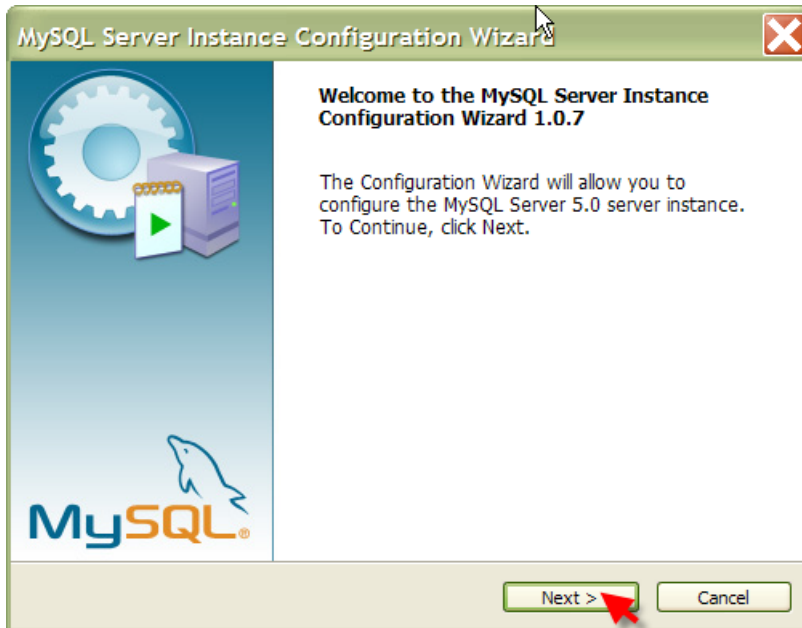 MySQL Server Instance Configuration Wizard
Welcome to the MySQL Server Instance
Configuration Wizard 1.0.7
The Configuration Wizard will allow you to
configure the MySQL Server 5.0 server instance.
To Continue, click Next.
MySQL®
Next >
Cancel